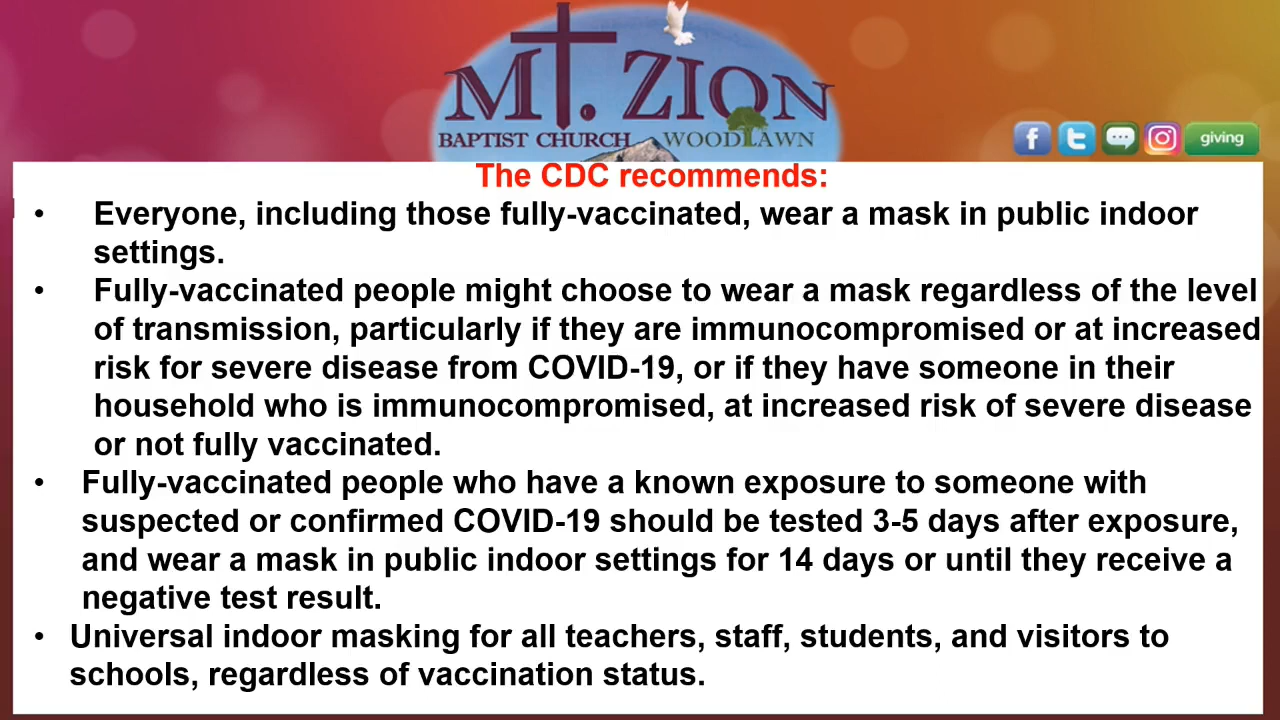 MT. ZION
BAPTIST CHURCH WOODLAWN
f t giving
The CDC recommends:
• Everyone, including those fully-vaccinated, wear a mask in public indoor
settings.
• Fully-vaccinated people might choose to wear a mask regardless of the level
of transmission, particularly if they are immunocompromised or at increased
risk for severe disease from COVID-19, or if they have someone in their
household who is immunocompromised, at increased risk of severe disease
or not fully vaccinated.
• Fully-vaccinated people who have a known exposure to someone with
suspected or confirmed COVID-19 should be tested 3-5 days after exposure,
and wear a mask in public indoor settings for 14 days or until they receive a
negative test result.
• Universal indoor masking for all teachers, staff, students, and visitors to
schools, regardless of vaccination status.